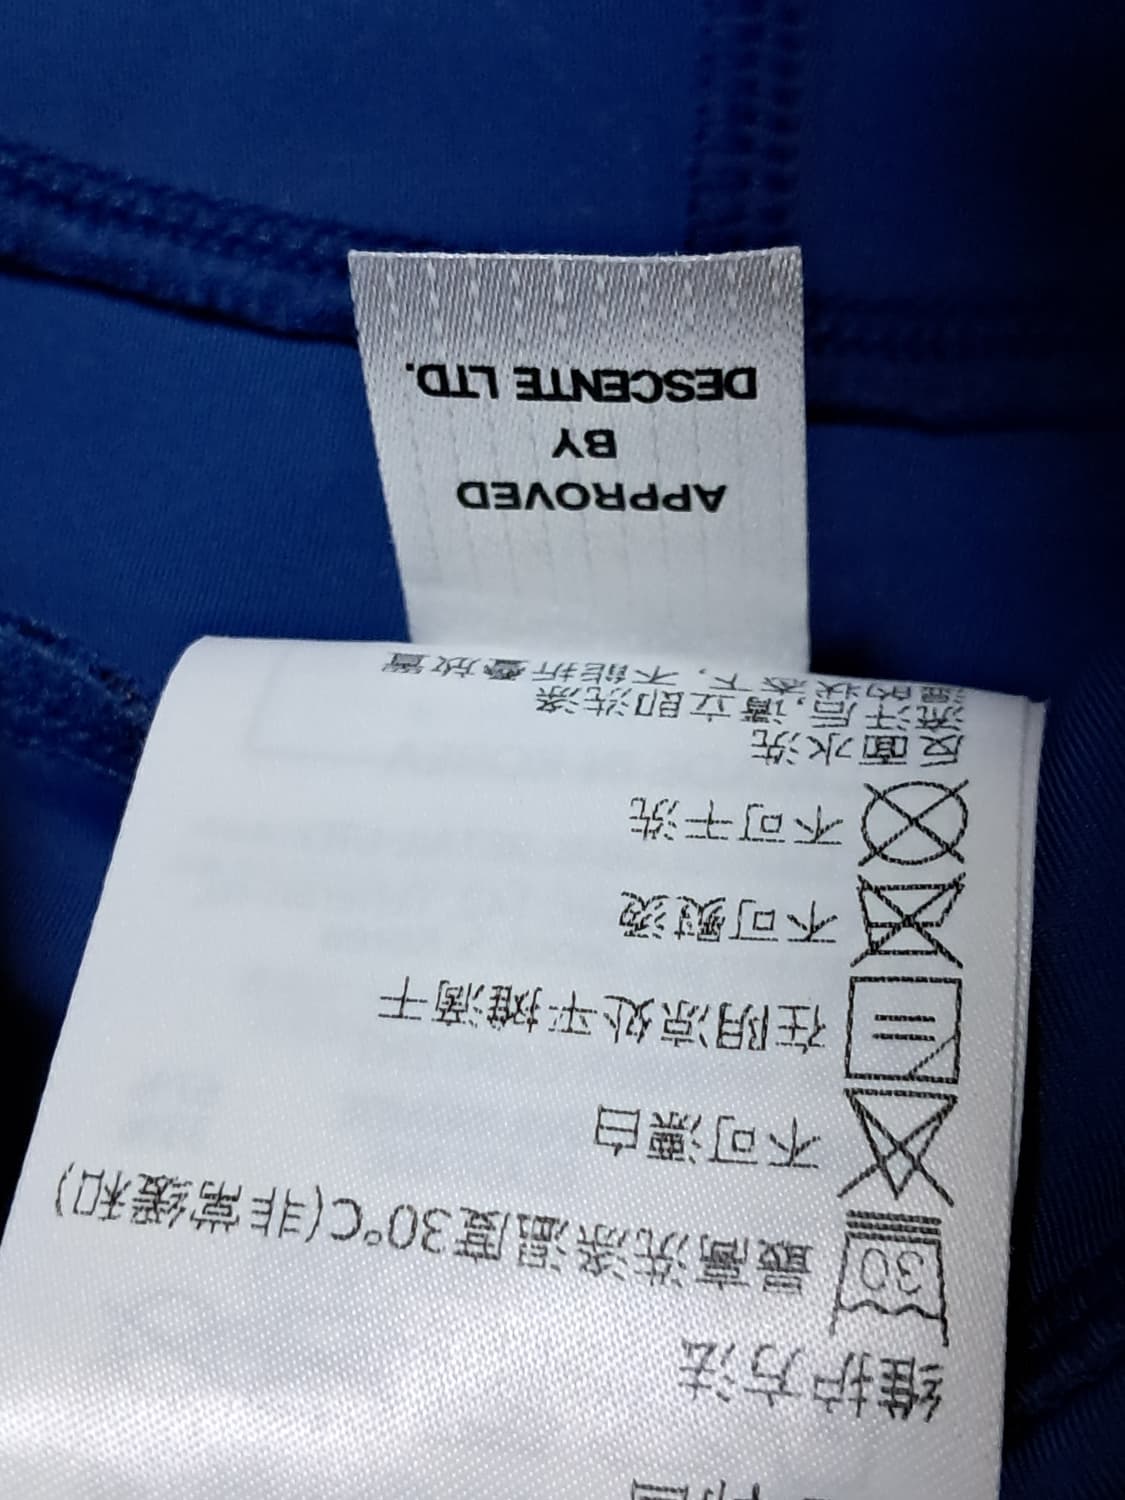 维护方法
30
最高洗涤温度30°C(非常缓和)
不可漂白
在阴凉处平摊滴干
不可熨烫
不可干洗
反面水洗
流汗后,请立即洗涤
湿的状态下,不能折叠放置
APPROVED
BY
DESCENTE LTD.